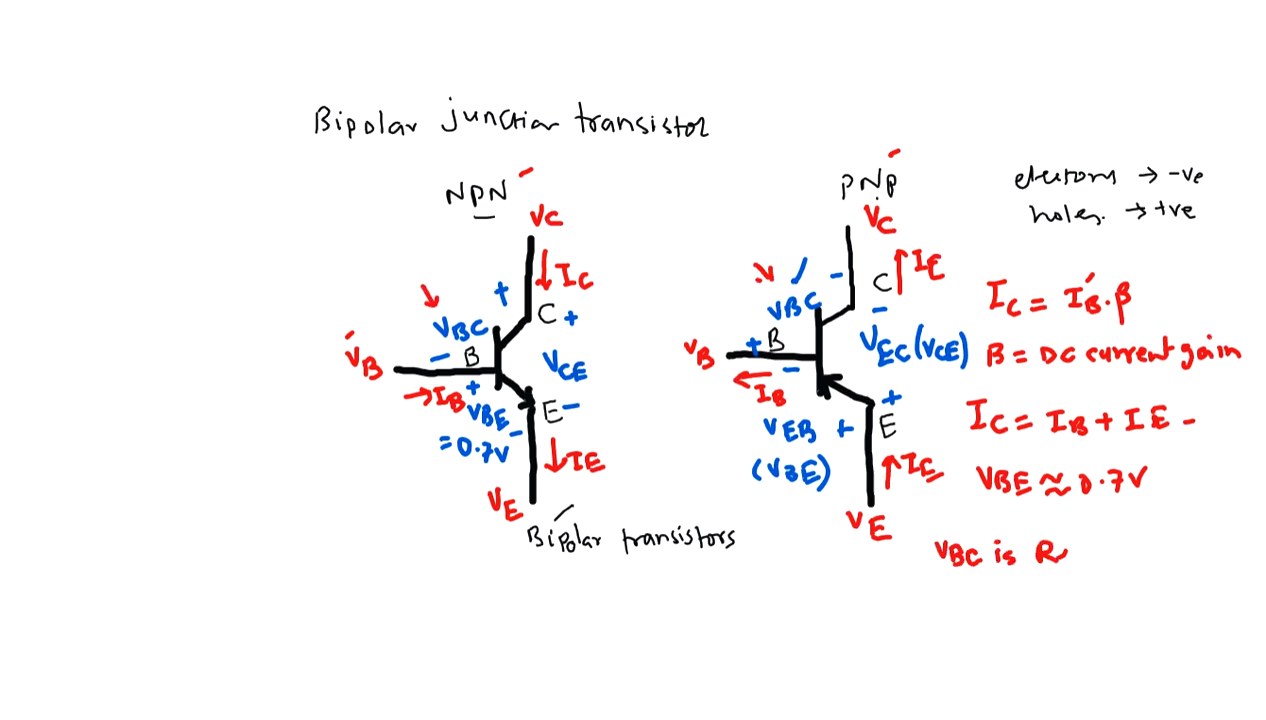 Bipolar junction transistor
NPN
VC
IC
+
C +
VBC
- B
VB
VCE
IB +
VBE
E -
-
= 0.7V
IE
VE
Bipolar transistors
PNP
VC
IE
-
C
-
VBC
+ B
VB
-
IB
VEC (VCE)
VEB +
+
E
(VBE)
IE
VE
electrons → -ve
holes. → +ve
IC = IB.β
B = DC current gain
IC = IB + IE -
VBE ≈ 0.7V
VBC is R